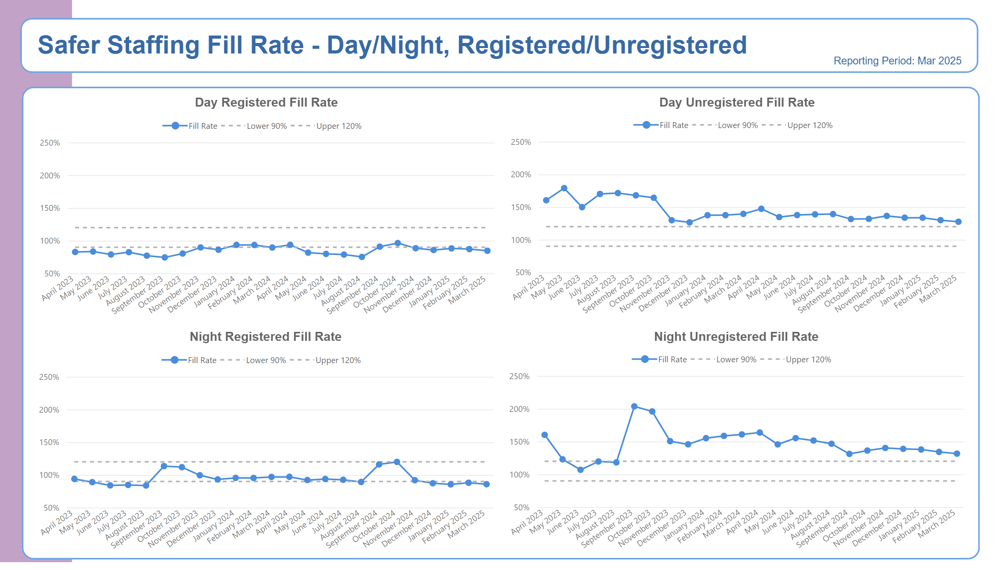 Safer Staffing Fill Rate - Day/Night, Registered/Unregistered
Reporting Period: Mar 2025
Day Registered Fill Rate
Fill Rate Lower 90% Upper 120%
250%
200%
150%
100%
50%
April 2023
May 2023
June 2023
July 2023
August 2023
September 2023
October 2023
November 2023
December 2023
January 2024
February 2024
March 2024
April 2024
May 2024
June 2024
July 2024
August 2024
September 2024
October 2024
November 2024
December 2024
January 2025
February 2025
March 2025
Day Unregistered Fill Rate
Fill Rate Lower 90% Upper 120%
250%
200%
150%
100%
50%
April 2023
May 2023
June 2023
July 2023
August 2023
September 2023
October 2023
November 2023
December 2023
January 2024
February 2024
March 2024
April 2024
May 2024
June 2024
July 2024
August 2024
September 2024
October 2024
November 2024
December 2024
January 2025
February 2025
March 2025
Night Registered Fill Rate
Fill Rate Lower 90% Upper 120%
250%
200%
150%
100%
50%
April 2023
May 2023
June 2023
July 2023
August 2023
September 2023
October 2023
November 2023
December 2023
January 2024
February 2024
March 2024
April 2024
May 2024
June 2024
July 2024
August 2024
September 2024
October 2024
November 2024
December 2024
January 2025
February 2025
March 2025
Night Unregistered Fill Rate
Fill Rate Lower 90% Upper 120%
250%
200%
150%
100%
50%
April 2023
May 2023
June 2023
July 2023
August 2023
September 2023
October 2023
November 2023
December 2023
January 2024
February 2024
March 2024
April 2024
May 2024
June 2024
July 2024
August 2024
September 2024
October 2024
November 2024
December 2024
January 2025
February 2025
March 2025